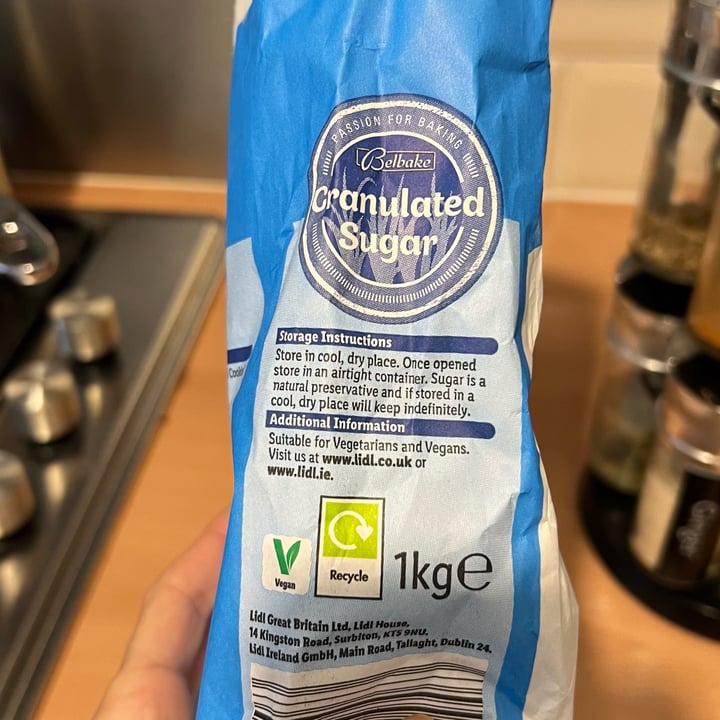 PASSION FOR BAKING
Belbake
Granulated
Sugar
Storage Instructions
Store in cool, dry place. Once opened
store in an airtight container. Sugar is a
natural preservative and if stored in a
cool, dry place will keep indefinitely.
Additional Information
Suitable for Vegetarians and Vegans.
Visit us at www.lidl.co.uk or
www.lidl.ie.
Vegan
Recycle
1kg℮
Lidl Great Britain Ltd, Lidl House,
14 Kingston Road, Surbiton, KT5 9NU.
Lidl Ireland GmbH, Main Road, Tallaght, Dublin 24.